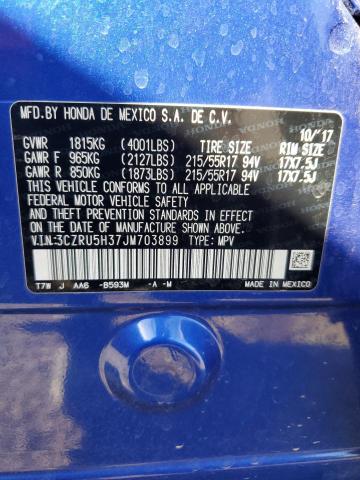 MFD.BY HONDA DE MEXICO S.A. DE C.V. 10/'17
GVWR 1815KG (4001LBS) TIRE SIZE RIM SIZE
GAWR F 965KG (2127LBS) 215/55R17 94V 17X7.5J
GAWR R 850KG (1873LBS) 215/55R17 94V 17X7.5J
THIS VEHICLE CONFORMS TO ALL APPLICABLE
FEDERAL MOTOR VEHICLE SAFETY AND THEFT
PREVENTION STANDARDS IN EFFECT ON THE DATE OF
MANUFACTURE SHOWN ABOVE.
V.I.N.:3CZRU5H37JM703899 TYPE: MPV
T7W J AA6 -B593M -A -M
MADE IN MEXICO